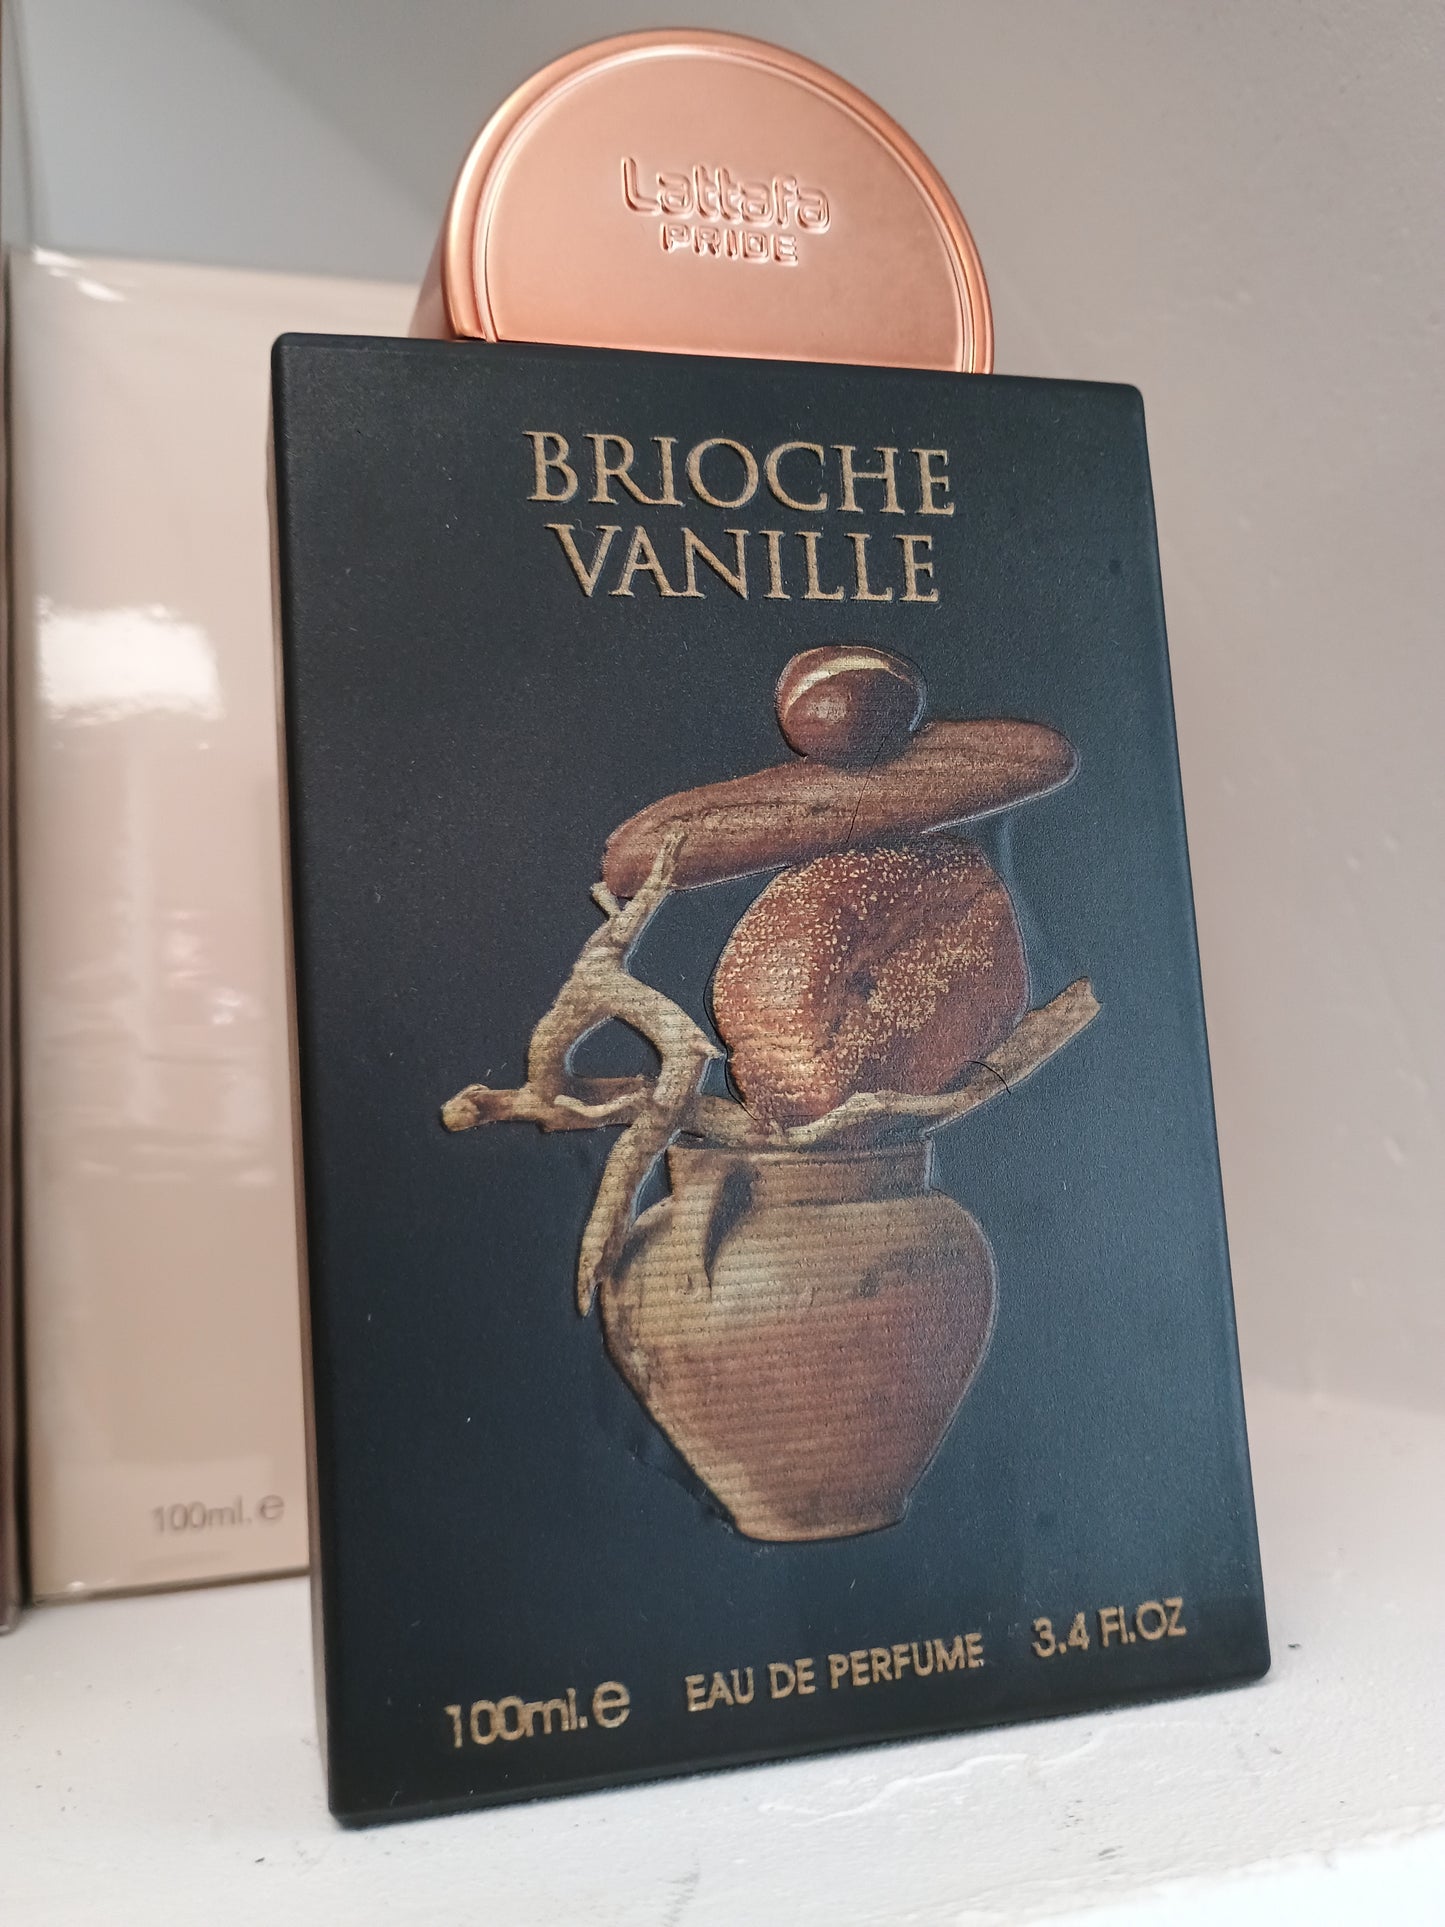 Lattafa
PRIDE
BRIOCHE
VANILLE
100ml.e
100ml.e EAU DE PERFUME 3.4 Fl.OZ